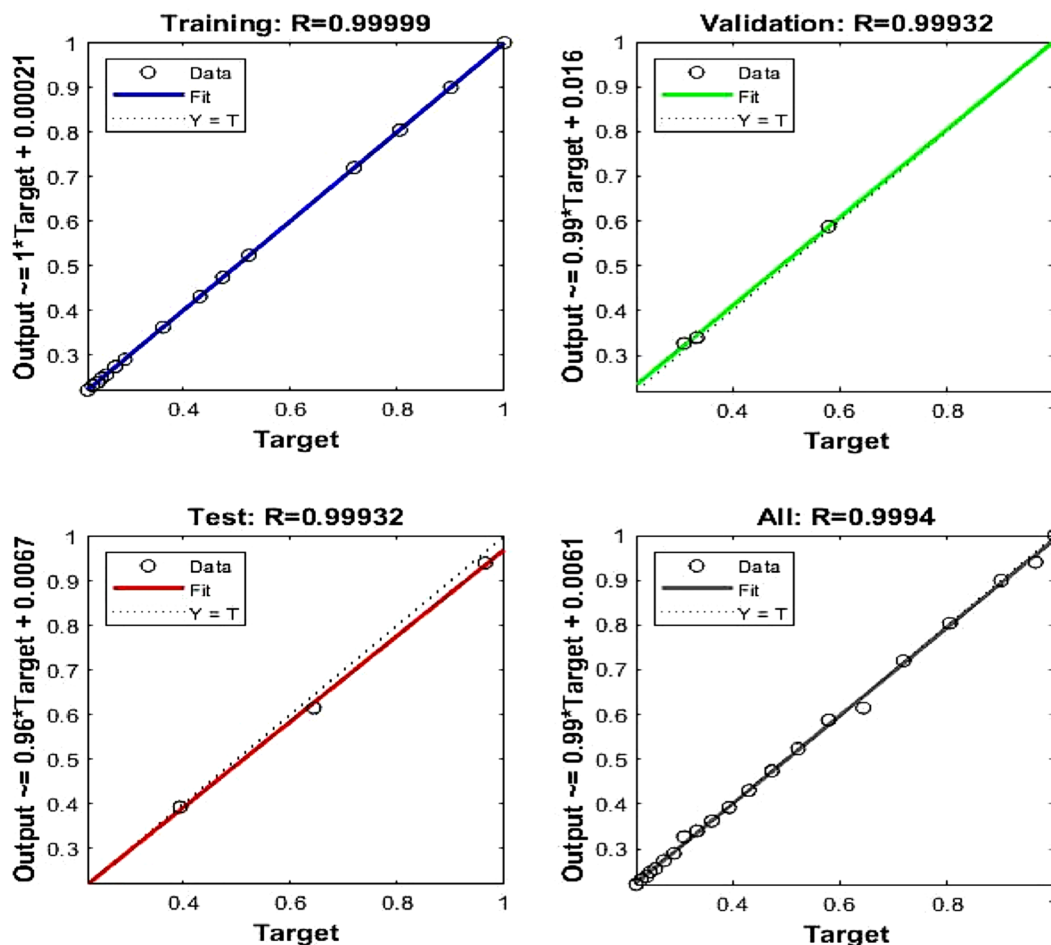 Training: R=0.99999
Output ~= 1*Target + 0.00021
1
0.9
0.8
0.7
0.6
0.5
0.4
0.3
Data
Fit
Y = T
0.4 0.6 0.8 1
Target
Validation: R=0.99932
Output ~= 0.99*Target + 0.016
1
0.9
0.8
0.7
0.6
0.5
0.4
0.3
Data
Fit
Y = T
0.4 0.6 0.8 1
Target
Test: R=0.99932
Output ~= 0.96*Target + 0.0067
1
0.9
0.8
0.7
0.6
0.5
0.4
0.3
Data
Fit
Y = T
0.4 0.6 0.8 1
Target
All: R=0.9994
Output ~= 0.99*Target + 0.0061
1
0.9
0.8
0.7
0.6
0.5
0.4
0.3
Data
Fit
Y = T
0.4 0.6 0.8 1
Target